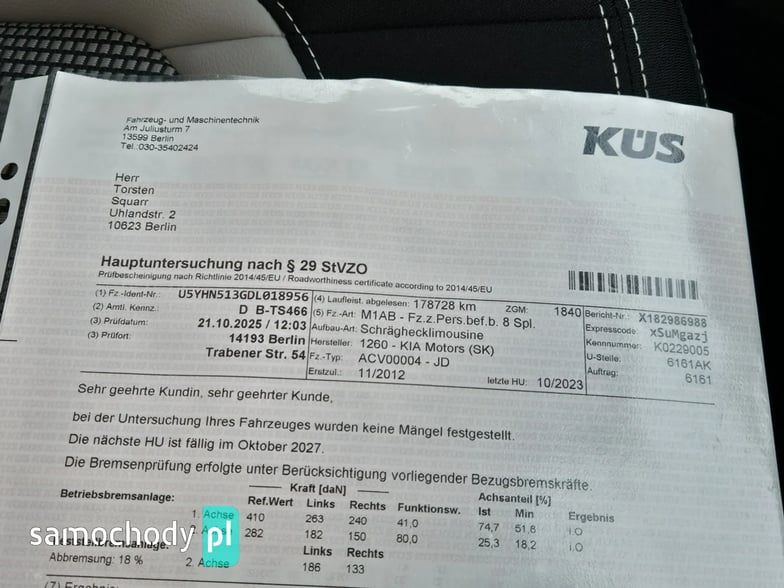 Fahrzeug- und Maschinentechnik
Am Juliusturm 7
13599 Berlin
Tel.:030-35402424
KÜS
Herr
Torsten
Squarr
Uhlandstr. 2
10623 Berlin
Hauptuntersuchung nach § 29 StVZO
Prüfbescheinigung nach Richtlinie 2014/45/EU / Roadworthiness certificate according to 2014/45/EU
(1) Fz.-Ident-Nr.: U5YHN513GDL018956 (4) Laufleist. abgelesen: 178728 km ZGM: 1840 Bericht-Nr.: X182986988
(2) Amtl. Kennz.: D B-TS466 (5) Fz.-Art: M1AB - Fz.z.Pers.bef.b. 8 Spl. Expresscode: xSuMgazj
(3) Prüfdatum: 21.10.2025 / 12:03 Aufbau-Art: Schräghecklimousine Kennnummer: K0229005
(3) Prüfort: 14193 Berlin Hersteller: 1260 - KIA Motors (SK) U-Stelle: 6161AK
Trabener Str. 54 Fz.-Typ: ACV00004 - JD Auftrag: 6161
Erstzul.: 11/2012 letzte HU: 10/2023
Sehr geehrte Kundin, sehr geehrter Kunde,
bei der Untersuchung Ihres Fahrzeuges wurden keine Mängel festgestellt.
Die nächste HU ist fällig im Oktober 2027.
Die Bremsenprüfung erfolgte unter Berücksichtigung vorliegender Bezugsbremskräfte.
Kraft [daN] Achsanteil [%]
Betriebsbremsanlage: Ref.Wert Links Rechts Funktionsw. Ist Min Ergebnis
1. Achse 410 263 240 41,0 74,7 51,6 i.O
282 182 150 80,0 25,3 18,2 i.O
samochody pl
Links Rechts
Abbremsung: 18 % 2. Achse 186 133
(7) Ergebnis: